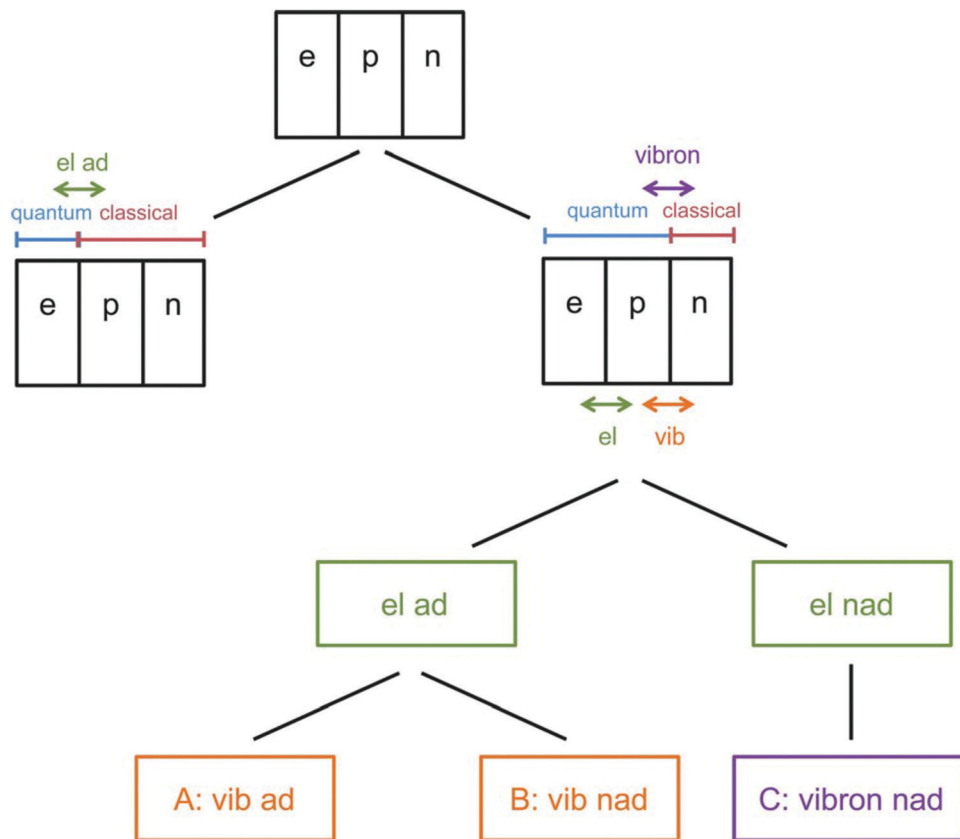 e p n
el ad
quantum classical
e p n
vibron
quantum classical
e p n
el vib
el ad
el nad
A: vib ad
B: vib nad
C: vibron nad